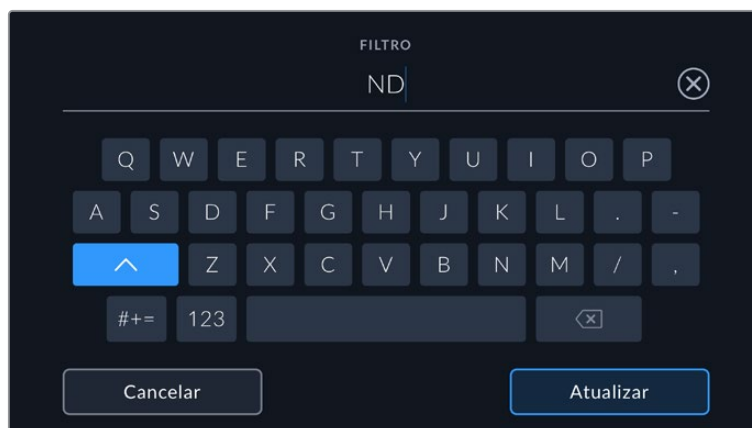 FILTRO
ND
Q W E R T Y U I O P
A S D F G H J K L . -
Z X C V B N M / ,
#+= 123
Cancelar Atualizar